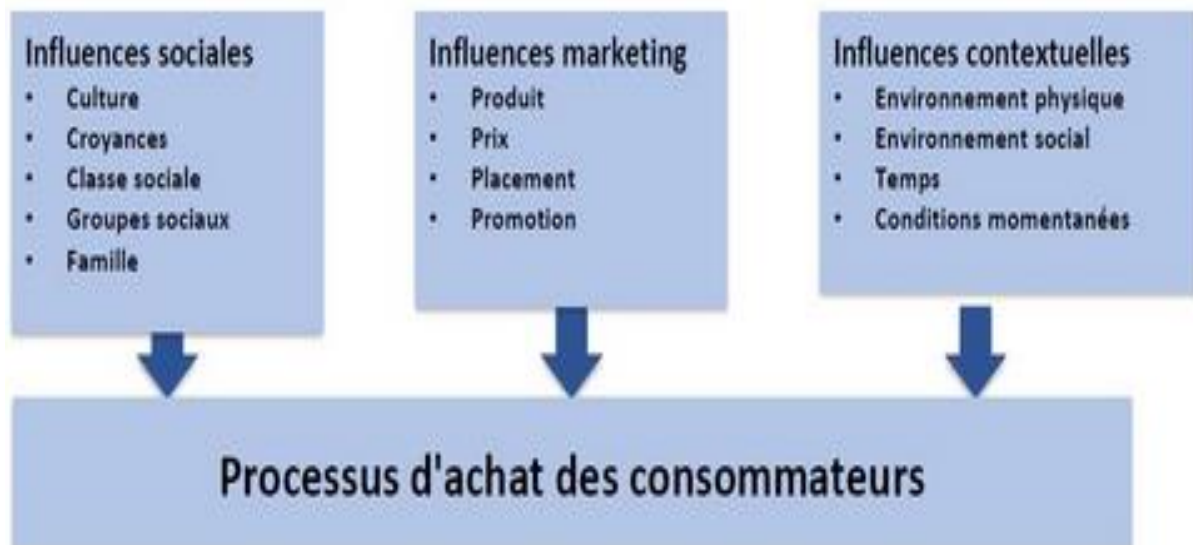 Influences sociales
• Culture
• Croyances
• Classe sociale
• Groupes sociaux
• Famille
Influences marketing
• Produit
• Prix
• Placement
• Promotion
Influences contextuelles
• Environnement physique
• Environnement social
• Temps
• Conditions momentanées
Processus d'achat des consommateurs